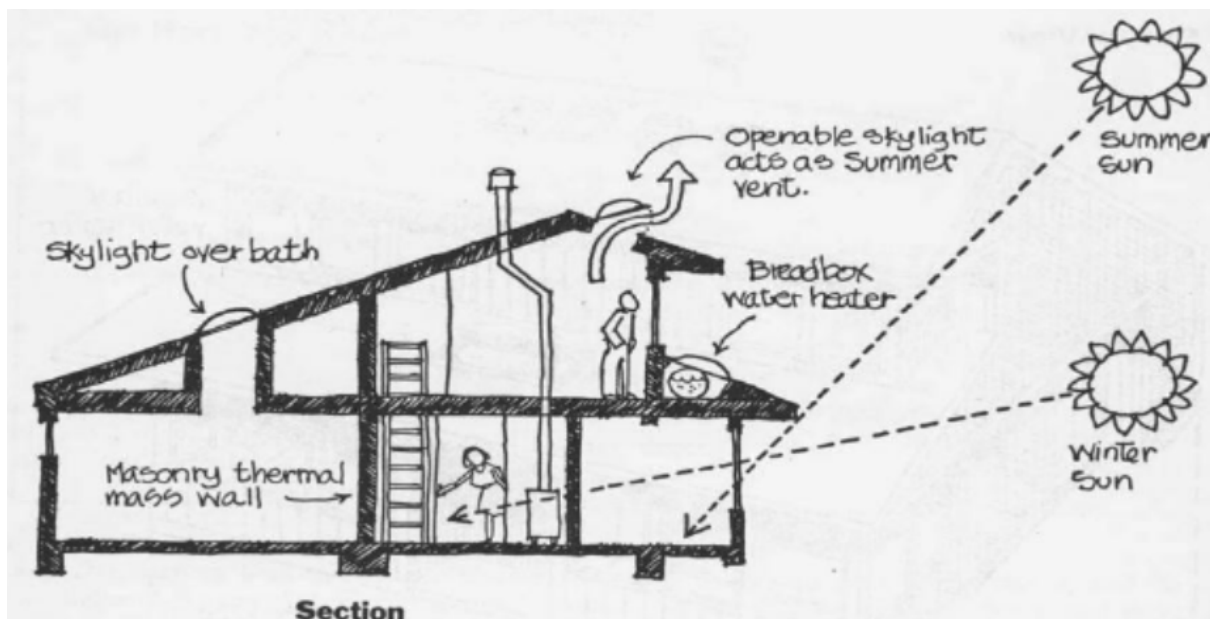 Openable skylight
acts as Summer
vent.
Summer
sun
Skylight over bath
Breadbox
water heater
Masonry thermal
mass wall
Winter
sun
Section